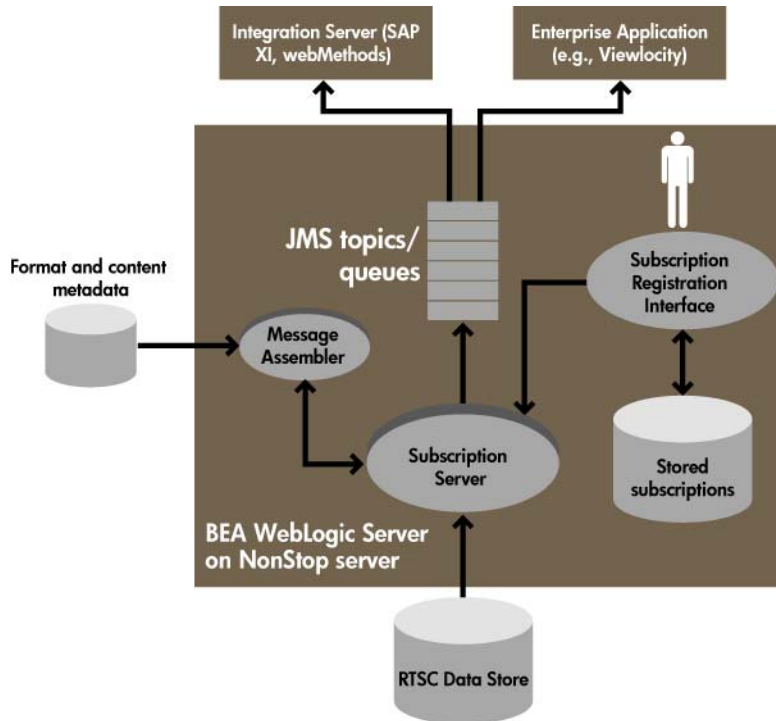 Integration Server (SAP
XI, webMethods)
Enterprise Application
(e.g., Viewlocity)
JMS topics/
queues
Subscription
Registration
Interface
Format and content
metadata
Message
Assembler
Subscription
Server
Stored
subscriptions
BEA WebLogic Server
on NonStop server
RTSC Data Store